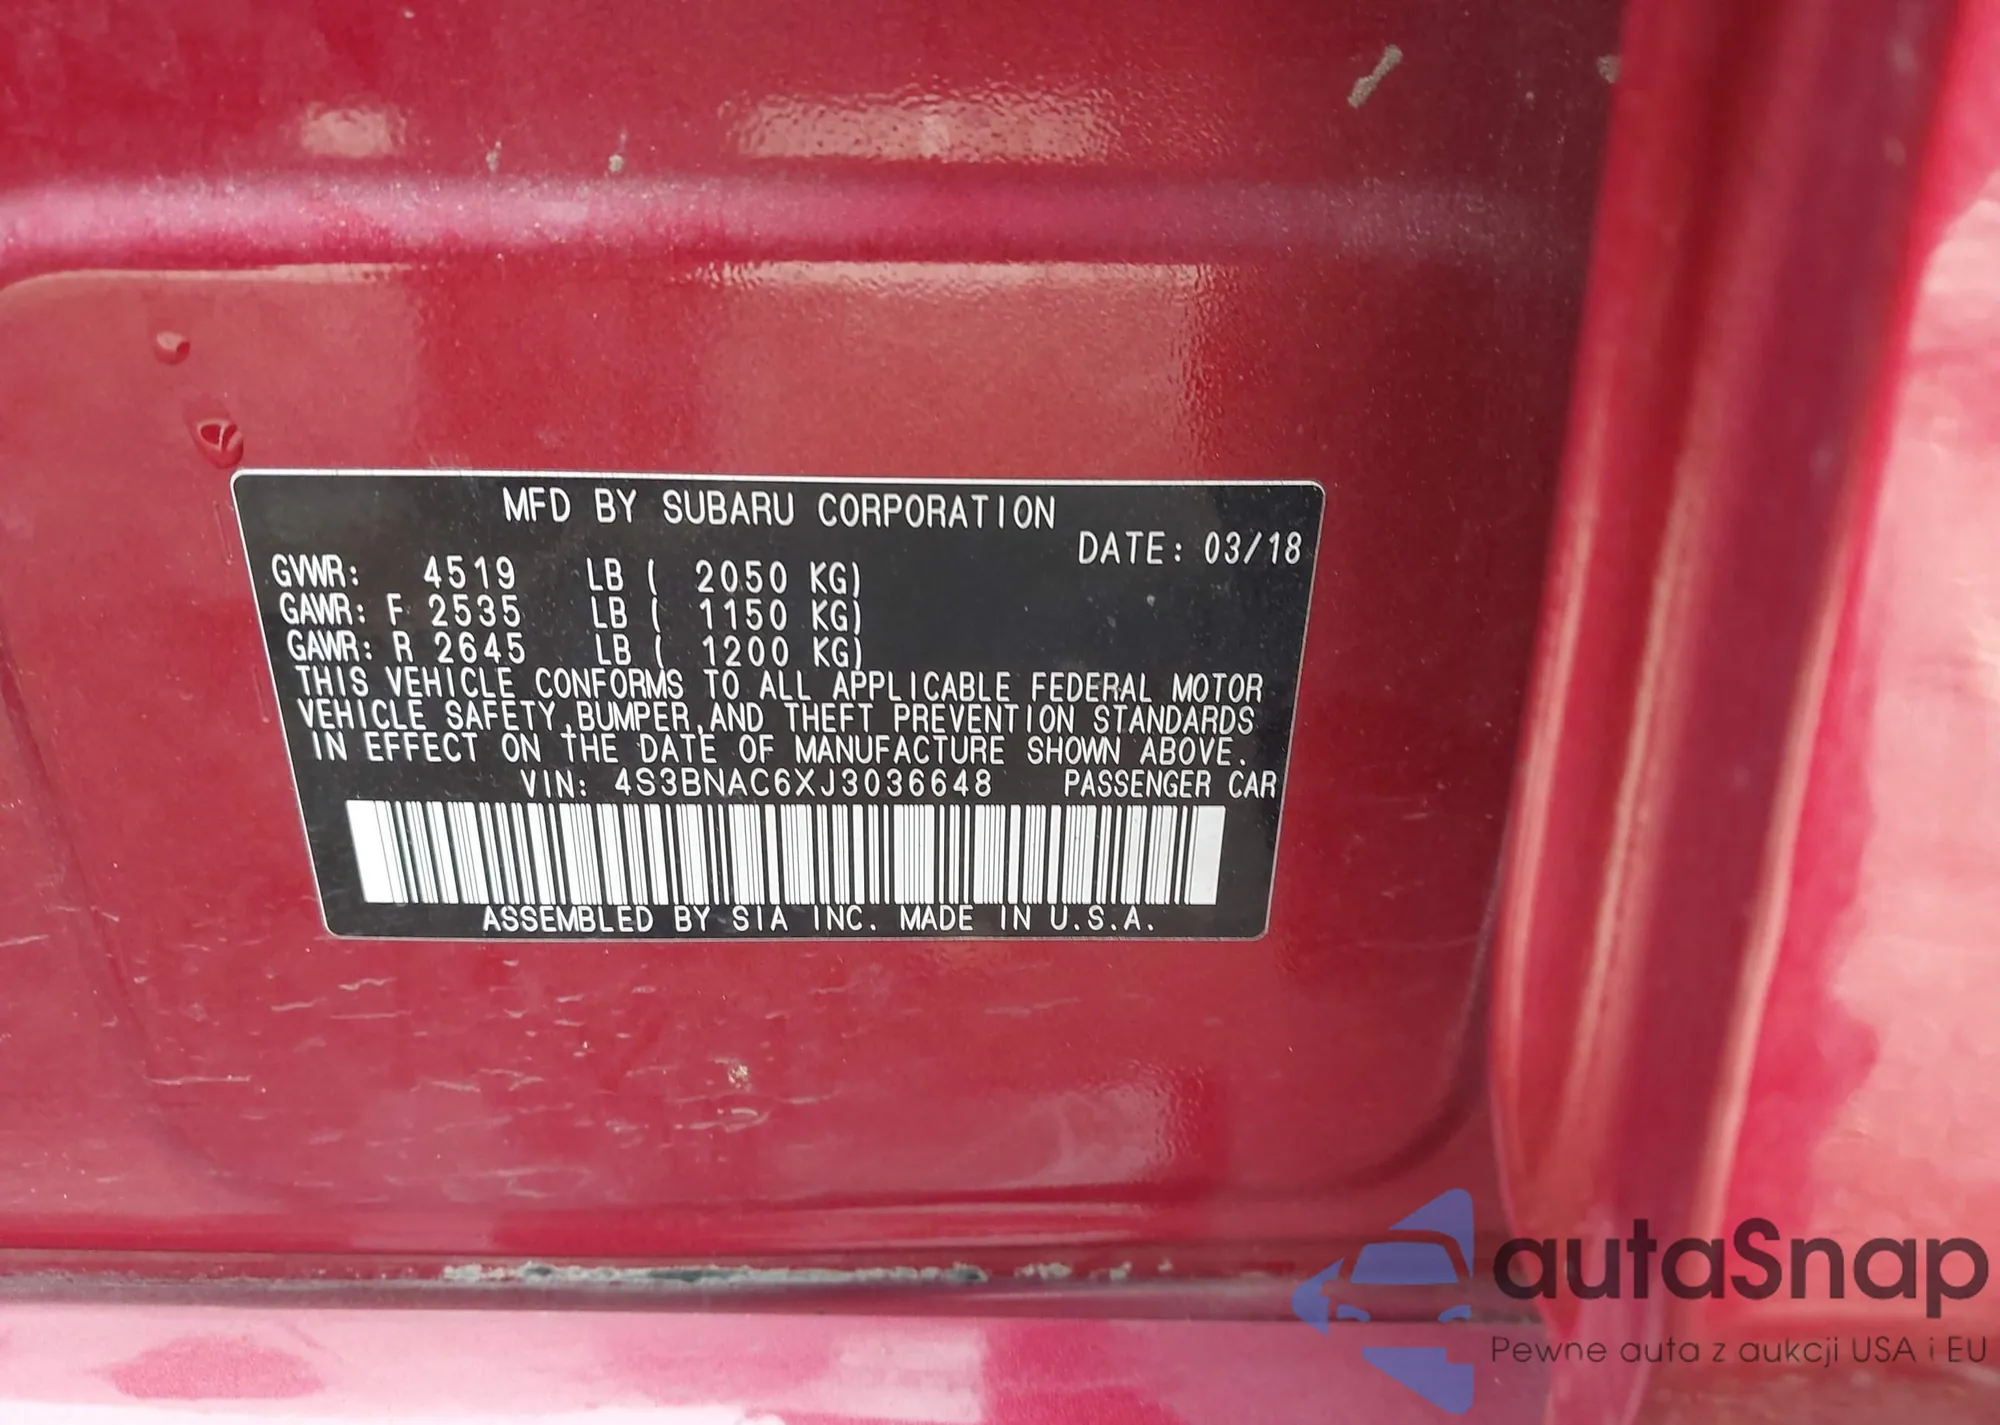 MFD BY SUBARU CORPORATION
DATE: 03/18
GVWR: 4519 LB ( 2050 KG)
GAWR: F 2535 LB ( 1150 KG)
GAWR: R 2645 LB ( 1200 KG)
THIS VEHICLE CONFORMS TO ALL APPLICABLE FEDERAL MOTOR
VEHICLE SAFETY,BUMPER,AND THEFT PREVENTION STANDARDS
IN EFFECT ON THE DATE OF MANUFACTURE SHOWN ABOVE.
VIN: 4S3BNAC6XJ3036648 PASSENGER CAR
ASSEMBLED BY SIA INC. MADE IN U.S.A.
autaSnap
Pewne auta z aukcji USA i EU